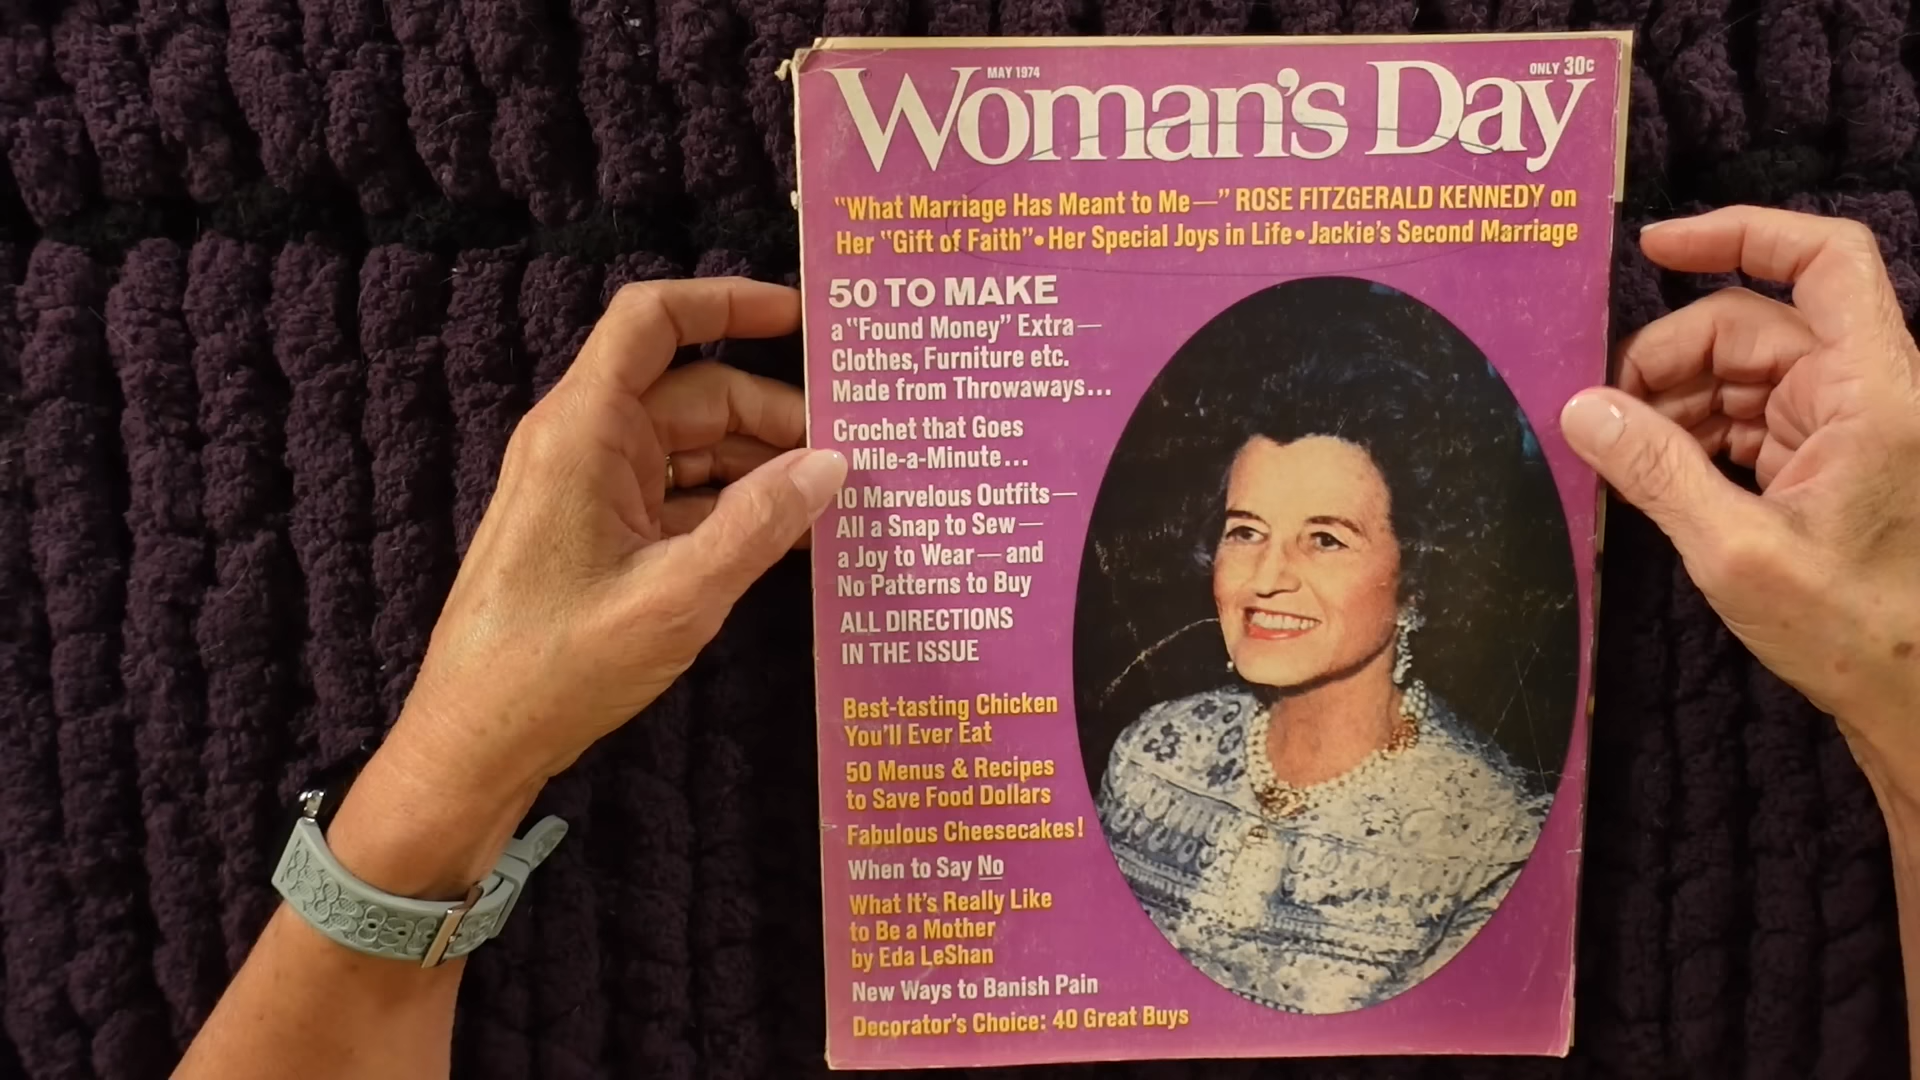 MAY 1974
ONLY 30c
Woman's Day
"What Marriage Has Meant to Me—" ROSE FITZGERALD KENNEDY on
Her "Gift of Faith"•Her Special Joys in Life•Jackie's Second Marriage
50 TO MAKE
a "Found Money" Extra—
Clothes, Furniture etc.
Made from Throwaways...
Crochet that Goes
Mile-a-Minute...
10 Marvelous Outfits—
All a Snap to Sew—
a Joy to Wear—and
No Patterns to Buy
ALL DIRECTIONS
IN THE ISSUE
Best-tasting Chicken
You'll Ever Eat
50 Menus & Recipes
to Save Food Dollars
Fabulous Cheesecakes!
When to Say No
What It's Really Like
to Be a Mother
by Eda LeShan
New Ways to Banish Pain
Decorator's Choice: 40 Great Buys